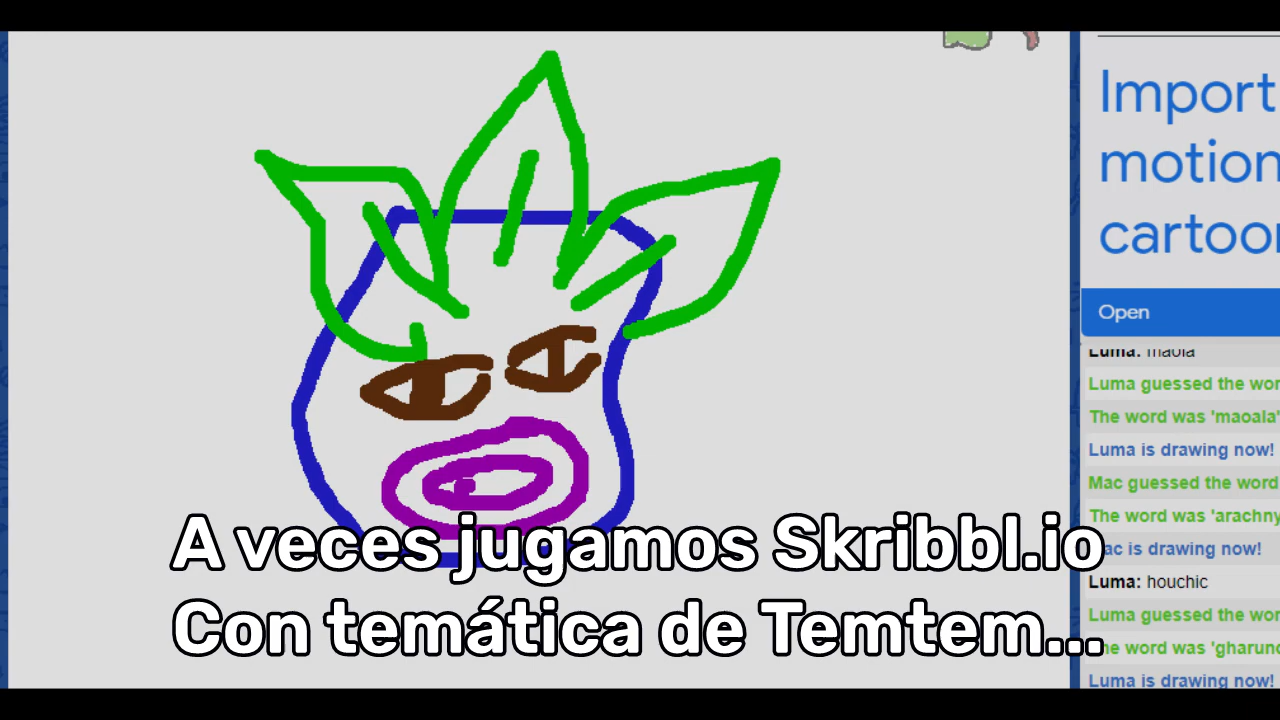 Import
motion
cartoo
Open
Luma: maola
Luma guessed the wor
The word was 'maoala'
Luma is drawing now!
Mac guessed the word
The word was 'arachny
ac is drawing now!
Luma: houchic
Luma guessed the wor
he word was 'gharund
Luma is drawing now!
A veces jugamos Skribbl.io
Con temática de Temtem...